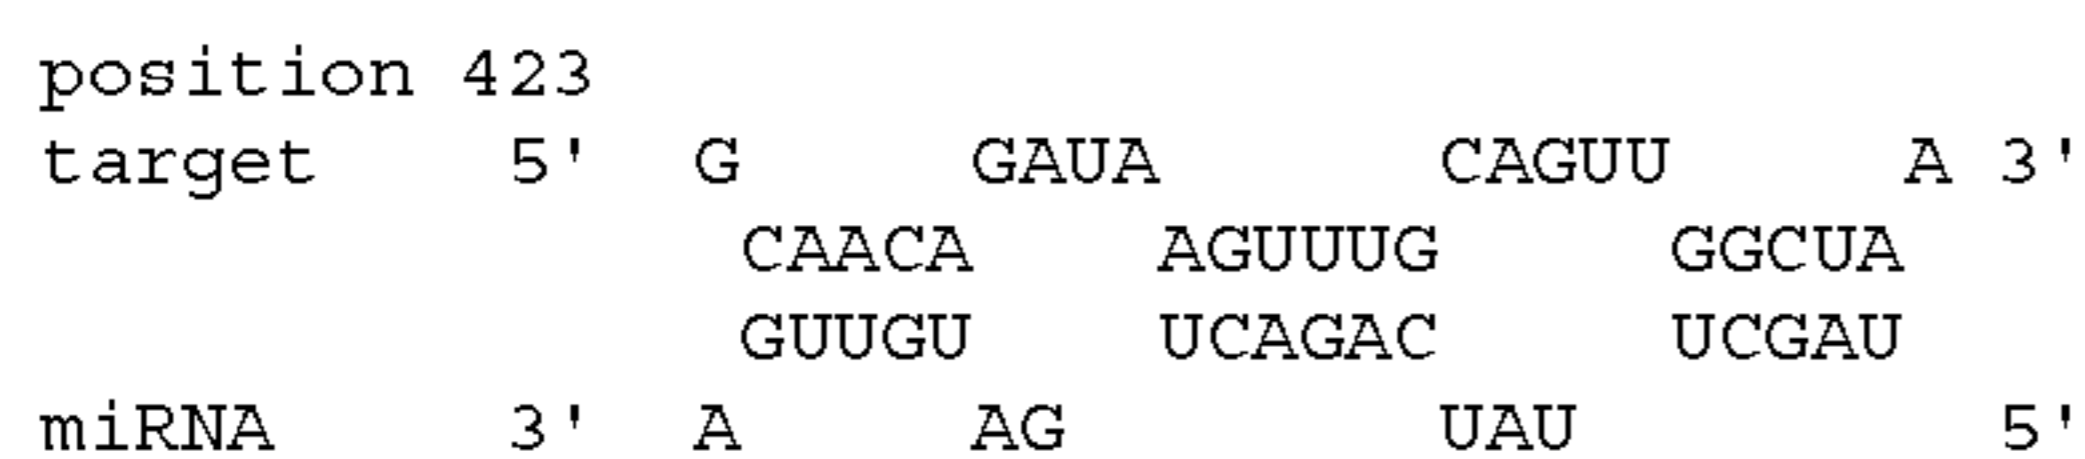 position 423
target 5' G GAUA CAGUU A 3'
CAACA AGUUUG GGCUA
GUUGU UCAGAC UCGAU
miRNA 3' A AG UAU 5'